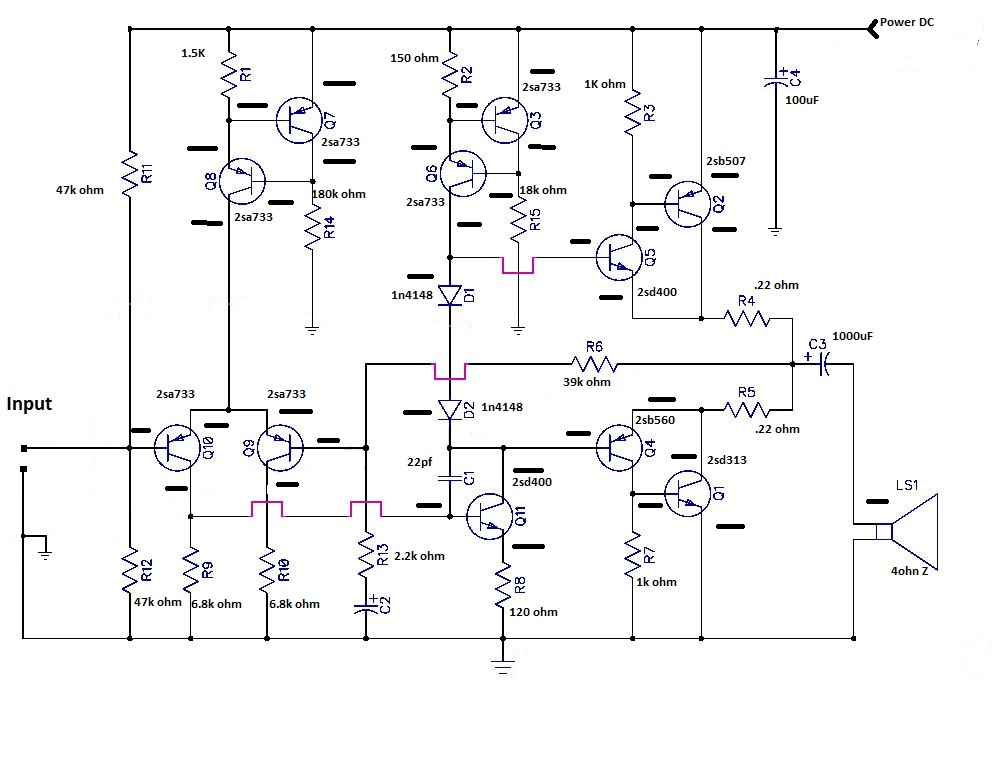 Power DC
1.5K
R1
150 ohm
R2
2sa733
1K ohm
R3
C4
100uF
Q7
2sa733
Q3
47k ohm
R11
Q8
2sa733
180k ohm
R14
Q6
2sa733
18k ohm
R15
2sb507
Q2
Q5
2sd400
1n4148
D1
R4
.22 ohm
R6
39k ohm
C3
1000uF
+
R5
.22 ohm
Input
2sa733
Q10
2sa733
Q9
D2
1n4148
2sb560
Q4
2sd313
Q1
22pf
C1
2sd400
Q11
LS1
4ohn Z
R12
47k ohm
R9
6.8k ohm
R10
6.8k ohm
R13
2.2k ohm
C2
+
R8
120 ohm
R7
1k ohm